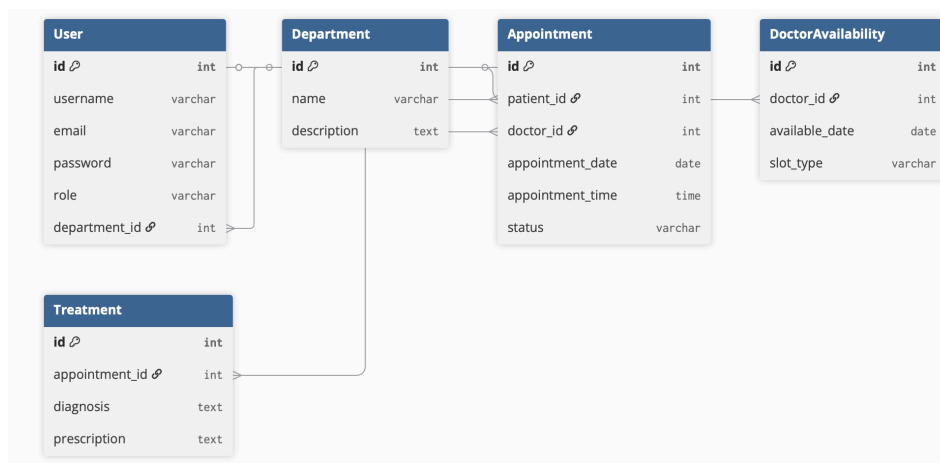 User
id int
username varchar
email varchar
password varchar
role varchar
department_id int
Department
id int
name varchar
description text
Appointment
id int
patient_id int
doctor_id int
appointment_date date
appointment_time time
status varchar
DoctorAvailability
id int
doctor_id int
available_date date
slot_type varchar
Treatment
id int
appointment_id int
diagnosis text
prescription text